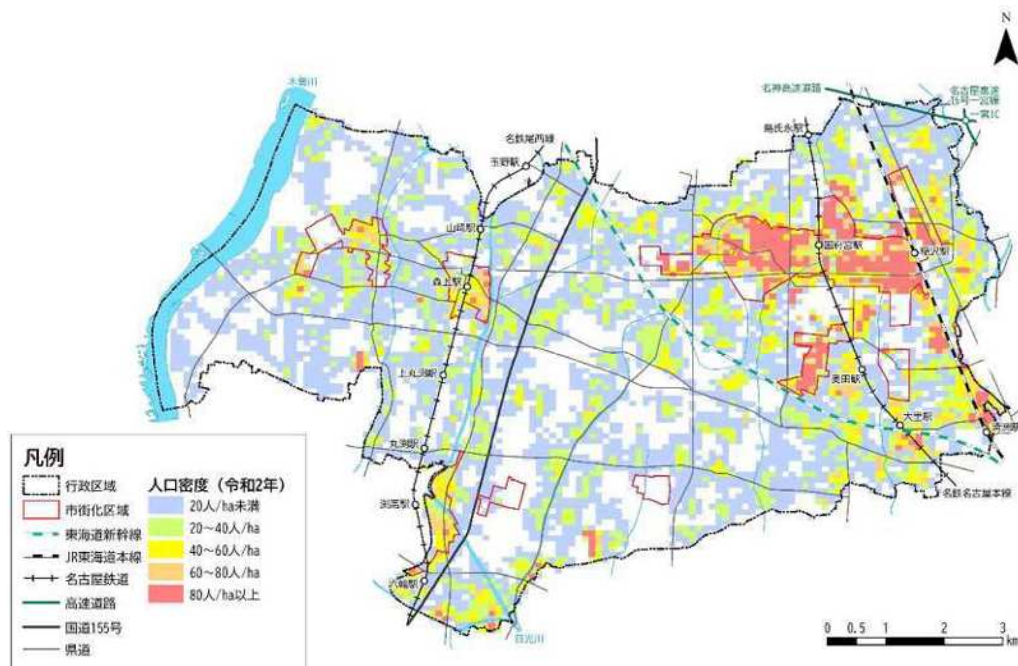 N
木曽川
名神高速道路
名古屋高速
16号一宮線
一宮IC
島氏永駅
名鉄尾西線
玉野駅
山崎駅
国府宮駅
稲沢駅
森上駅
上丸渕駅
奥田駅
大里駅
清洲駅
丸渕駅
渕高駅
名鉄名古屋本線
六輪駅
日光川
凡例
行政区域
市街化区域
東海道新幹線
JR東海道本線
名古屋鉄道
高速道路
国道155号
県道
人口密度（令和2年）
20人/ha未満
20～40人/ha
40～60人/ha
60～80人/ha
80人/ha以上
0 0.5 1 2 3
km